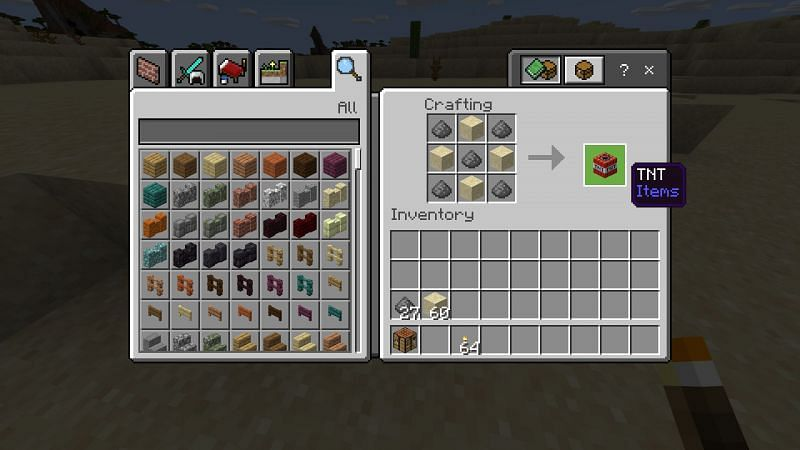 All
Crafting
? ×
TNT
Items
Inventory
27 60
64